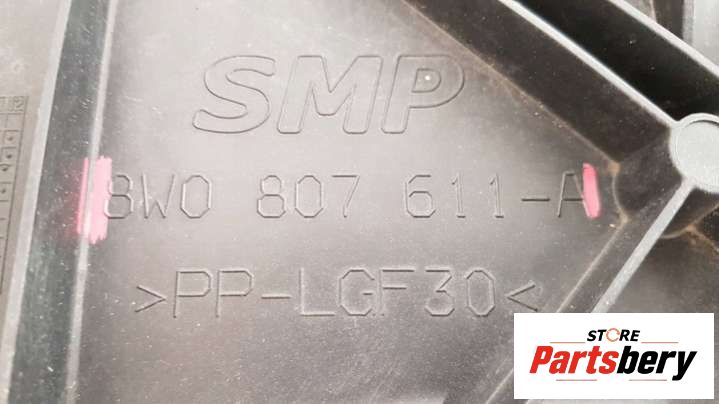 SMP
8W0 807 611-A
>PP-LGF30<
STORE
Partsbery